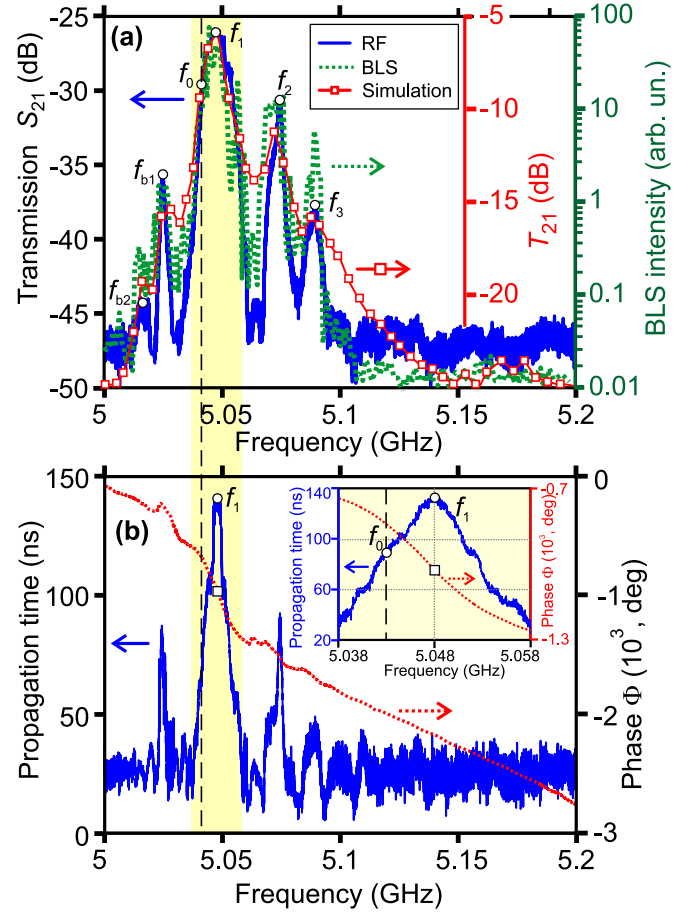 (a)
Transmission S21 (dB)
-25
-30
-35
-40
-45
-50
f0
f1
f2
f3
fb1
fb2
RF
BLS
Simulation
-5
-10
-15
-20
T21 (dB)
100
10
1
0.1
0.01
BLS intensity (arb. un.)
5
5.05
5.1
5.15
5.2
Frequency (GHz)
(b)
Propagation time (ns)
150
100
50
0
f1
0
-1
-2
-3
Phase Φ (10³, deg)
5
5.05
5.1
5.15
5.2
Frequency (GHz)
Propagation time (ns)
140
100
60
20
f0
f1
-0.7
-1.3
Phase Φ (10³, deg)
5.038
5.048
5.058
Frequency (GHz)